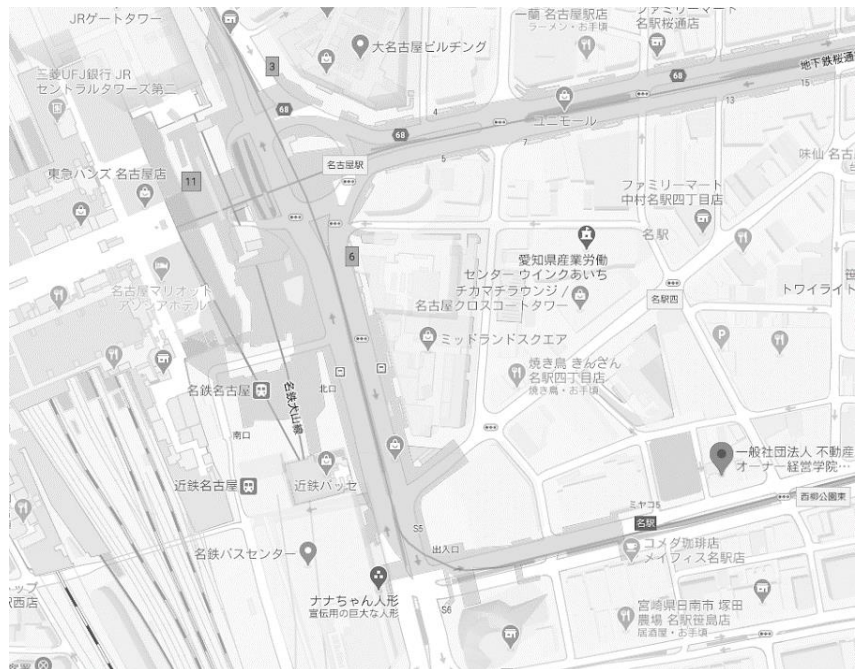 JRゲートタワー
一蘭 名古屋駅店
ラーメン・お手頃
ファミリーマート
名駅桜通店
大名古屋ビルヂング
地下鉄桜通
3
68
三菱UFJ銀行 JR
セントラルタワーズ第二
68
15
13
4
ユニモール
68
7
5
名古屋駅
味仙 名古
東急ハンズ 名古屋店
11
ファミリーマート
中村名駅四丁目店
名駅
6
愛知県産業労働
センター ウインクあいち
名古屋マリオット
アソシアホテル
チカマチラウンジ /
名古屋クロスコートタワー
名駅四
トワイライト
ミッドランドスクエア
焼き鳥 きんざん
名駅四丁目店
焼き鳥・お手頃
P
名鉄名古屋
北口
名鉄犬山線
南口
一般社団法人 不動産
オーナー経営学院…
近鉄名古屋
近鉄パッセ
西柳公園東
ミヤコ5
名駅
S5
出入口
コメダ珈琲店
メイフィス名駅店
名鉄バスセンター
ナナちゃん人形
宣伝用の巨大な人形
S6
ップ
駅西店
宮崎県日南市 塚田
農場 名駅笹島店
居酒屋・お手頃